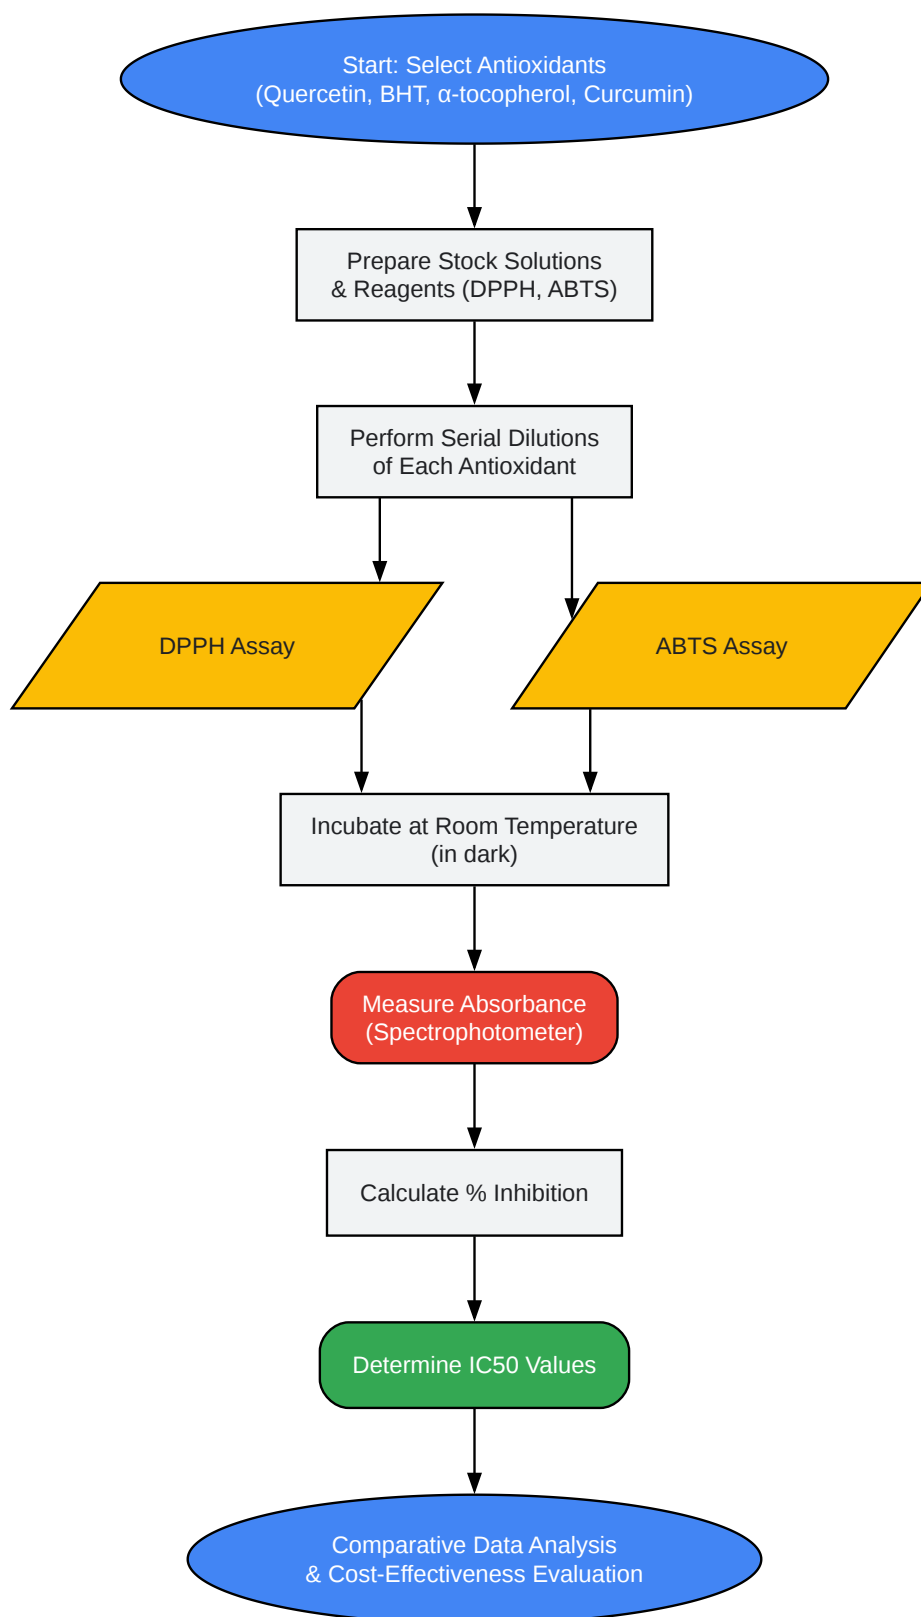 Start: Select Antioxidants
(Quercetin, BHT, α-tocopherol, Curcumin)
Prepare Stock Solutions
& Reagents (DPPH, ABTS)
Perform Serial Dilutions
of Each Antioxidant
DPPH Assay
ABTS Assay
Incubate at Room Temperature
(in dark)
Measure Absorbance
(Spectrophotometer)
Calculate % Inhibition
Determine IC50 Values
Comparative Data Analysis
& Cost-Effectiveness Evaluation